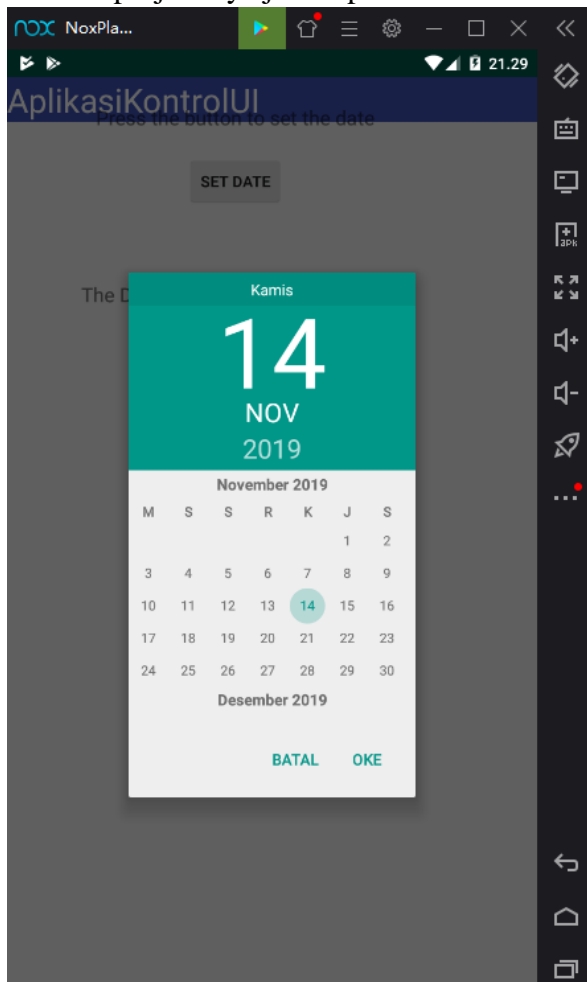 NOX NoxPla...
21.29
AplikasiKontrolUI
Press the button to set the date
SET DATE
The D
Kamis
14
NOV
2019
November 2019
M S S R K J S
1 2
3 4 5 6 7 8 9
10 11 12 13 14 15 16
17 18 19 20 21 22 23
24 25 26 27 28 29 30
Desember 2019
BATAL OKE